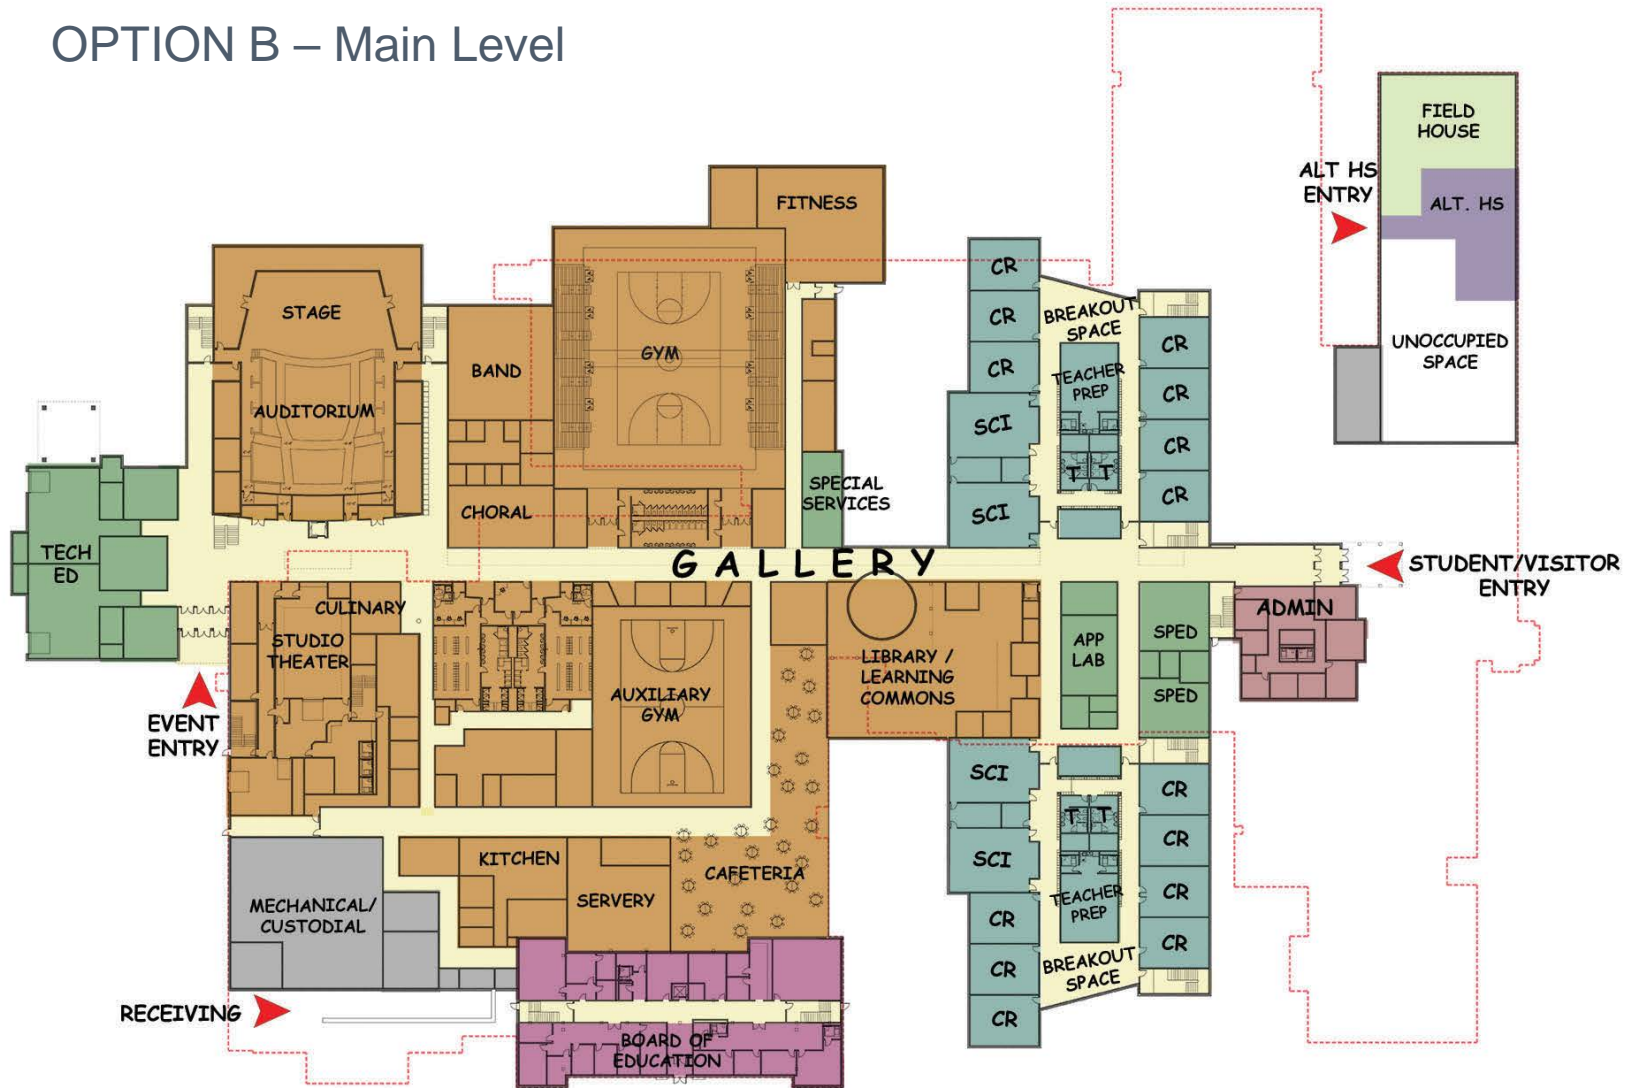 OPTION B – Main Level
FIELD
HOUSE
ALT HS
ENTRY
ALT. HS
UNOCCUPIED
SPACE
FITNESS
STAGE
BAND
GYM
AUDITORIUM
CHORAL
SPECIAL
SERVICES
TECH
ED
CR
CR
CR
SCI
SCI
BREAKOUT
SPACE
TEACHER
PREP
T T
CR
CR
CR
CR
GALLERY
STUDENT/VISITOR
ENTRY
CULINARY
STUDIO
THEATER
AUXILIARY
GYM
LIBRARY /
LEARNING
COMMONS
APP
LAB
SPED
SPED
ADMIN
EVENT
ENTRY
SCI
SCI
CR
CR
CR
T T
TEACHER
PREP
BREAKOUT
SPACE
CR
CR
CR
CR
KITCHEN
SERVERY
CAFETERIA
MECHANICAL/
CUSTODIAL
RECEIVING
BOARD OF
EDUCATION